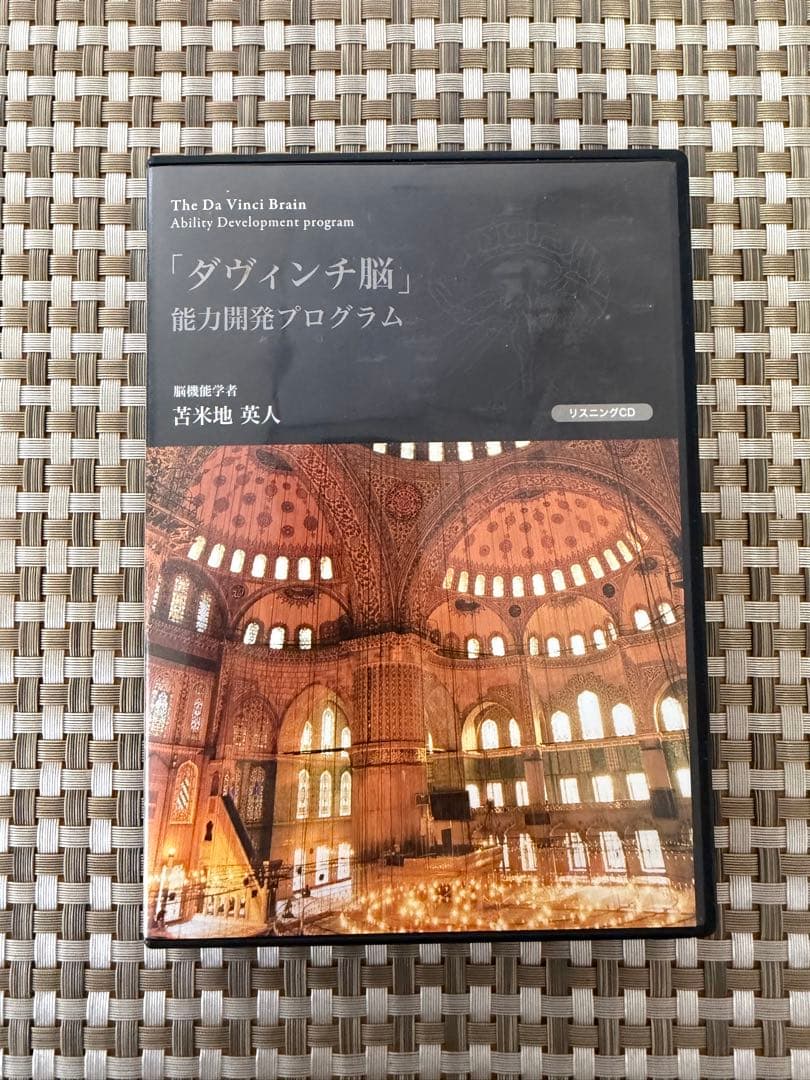 The Da Vinci Brain
Ability Development program
「ダヴィンチ脳」
能力開発プログラム
脳機能学者
苫米地 英人
リスニングCD